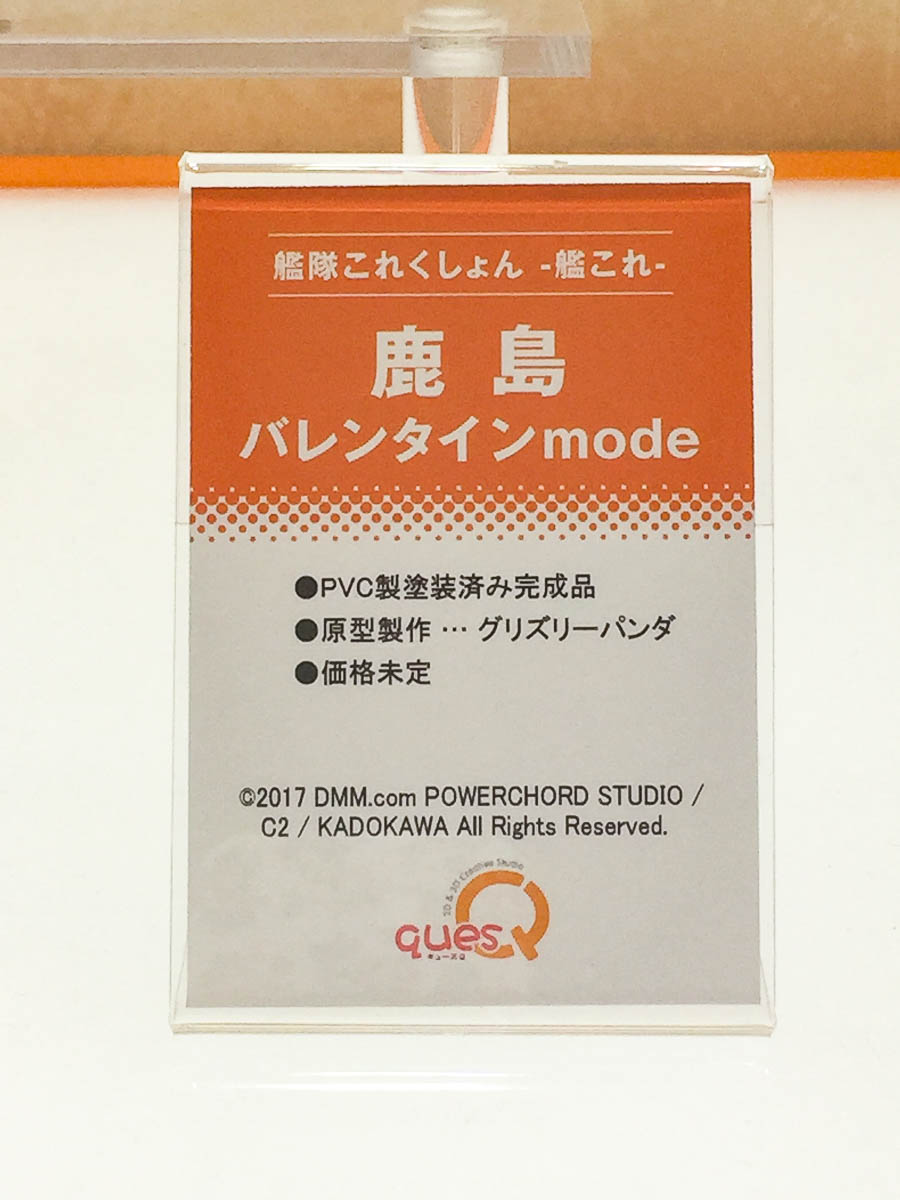 艦隊これくしょん -艦これ-
鹿島
バレンタインmode
●PVC製塗装済み完成品
●原型製作 … グリズリーパンダ
●価格未定
©2017 DMM.com POWERCHORD STUDIO /
C2 / KADOKAWA All Rights Reserved.
2D & 3D Creative Studio
quesQ
キューズQ